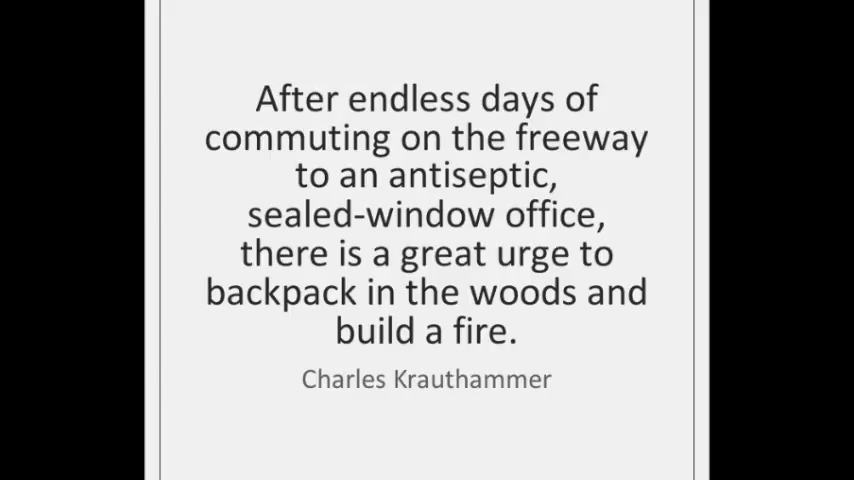 After endless days of
commuting on the freeway
to an antiseptic,
sealed-window office,
there is a great urge to
backpack in the woods and
build a fire.
Charles Krauthammer